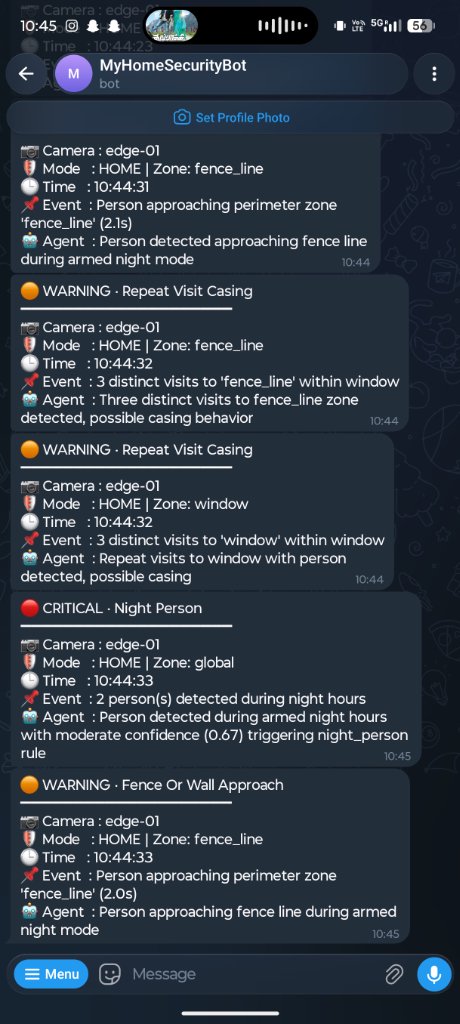 10:45
VoLTE 5G 56
Time : 10:44:23
MyHomeSecurityBot
M
bot
Set Profile Photo
Camera : edge-01
Mode : HOME | Zone: fence_line
Time : 10:44:31
Event : Person approaching perimeter zone
'fence_line' (2.1s)
Agent : Person detected approaching fence line
during armed night mode
10:44
WARNING · Repeat Visit Casing
Camera : edge-01
Mode : HOME | Zone: fence_line
Time : 10:44:32
Event : 3 distinct visits to 'fence_line' within window
Agent : Three distinct visits to fence_line zone
detected, possible casing behavior
10:44
WARNING · Repeat Visit Casing
Camera : edge-01
Mode : HOME | Zone: window
Time : 10:44:32
Event : 3 distinct visits to 'window' within window
Agent : Repeat visits to window with person
detected, possible casing
10:44
CRITICAL · Night Person
Camera : edge-01
Mode : HOME | Zone: global
Time : 10:44:33
Event : 2 person(s) detected during night hours
Agent : Person detected during armed night hours
with moderate confidence (0.67) triggering night_person
rule
10:45
WARNING · Fence Or Wall Approach
Camera : edge-01
Mode : HOME | Zone: fence_line
Time : 10:44:33
Event : Person approaching perimeter zone
'fence_line' (2.0s)
Agent : Person approaching fence line during armed
night mode
10:45
Menu
Message